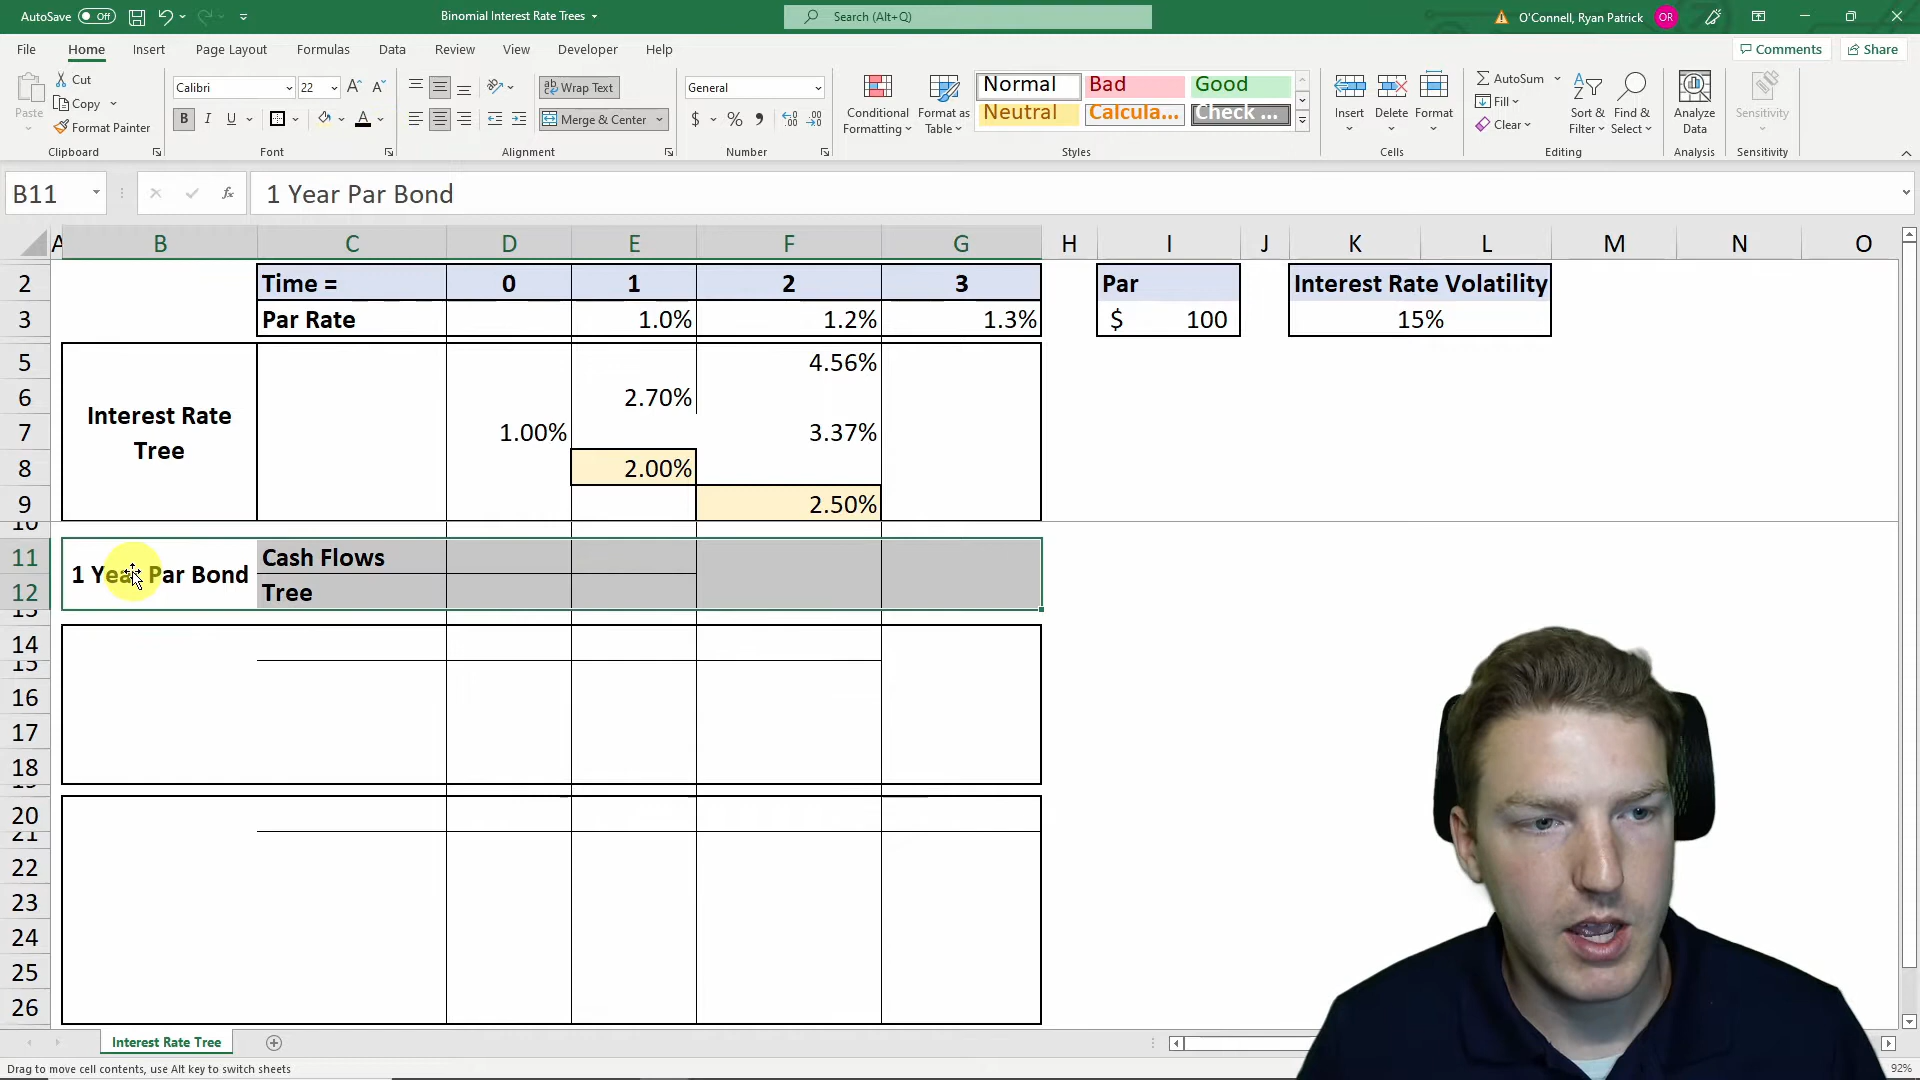 AutoSave Off Binomial Interest Rate Trees Search (Alt+Q) O'Connell, Ryan Patrick OR
File Home Insert Page Layout Formulas Data Review View Developer Help Comments Share
Paste Cut Copy Format Painter Clipboard
Calibri 22 A A B I U A Font
ab Wrap Text Merge & Center Alignment
General $ % 9 Number
Conditional Formatting Format as Table Normal Bad Good Neutral Calcula... Check ... Styles
Insert Delete Format Cells
AutoSum Fill Clear Sort & Filter Find & Select Editing
Analyze Data Analysis Sensitivity Sensitivity
B11 fx 1 Year Par Bond
A B C D E F G H I J K L M N O
2 Time = 0 1 2 3 Par Interest Rate Volatility
3 Par Rate 1.0% 1.2% 1.3% $ 100 15%
5 4.56%
6 2.70%
Interest Rate
7 1.00% 3.37%
Tree
8 2.00%
9 2.50%
10
11 Cash Flows
1 Year Par Bond
12 Tree
13
14
15
16
17
18
19
20
21
22
23
24
25
26
Interest Rate Tree
Drag to move cell contents, use Alt key to switch sheets 92%